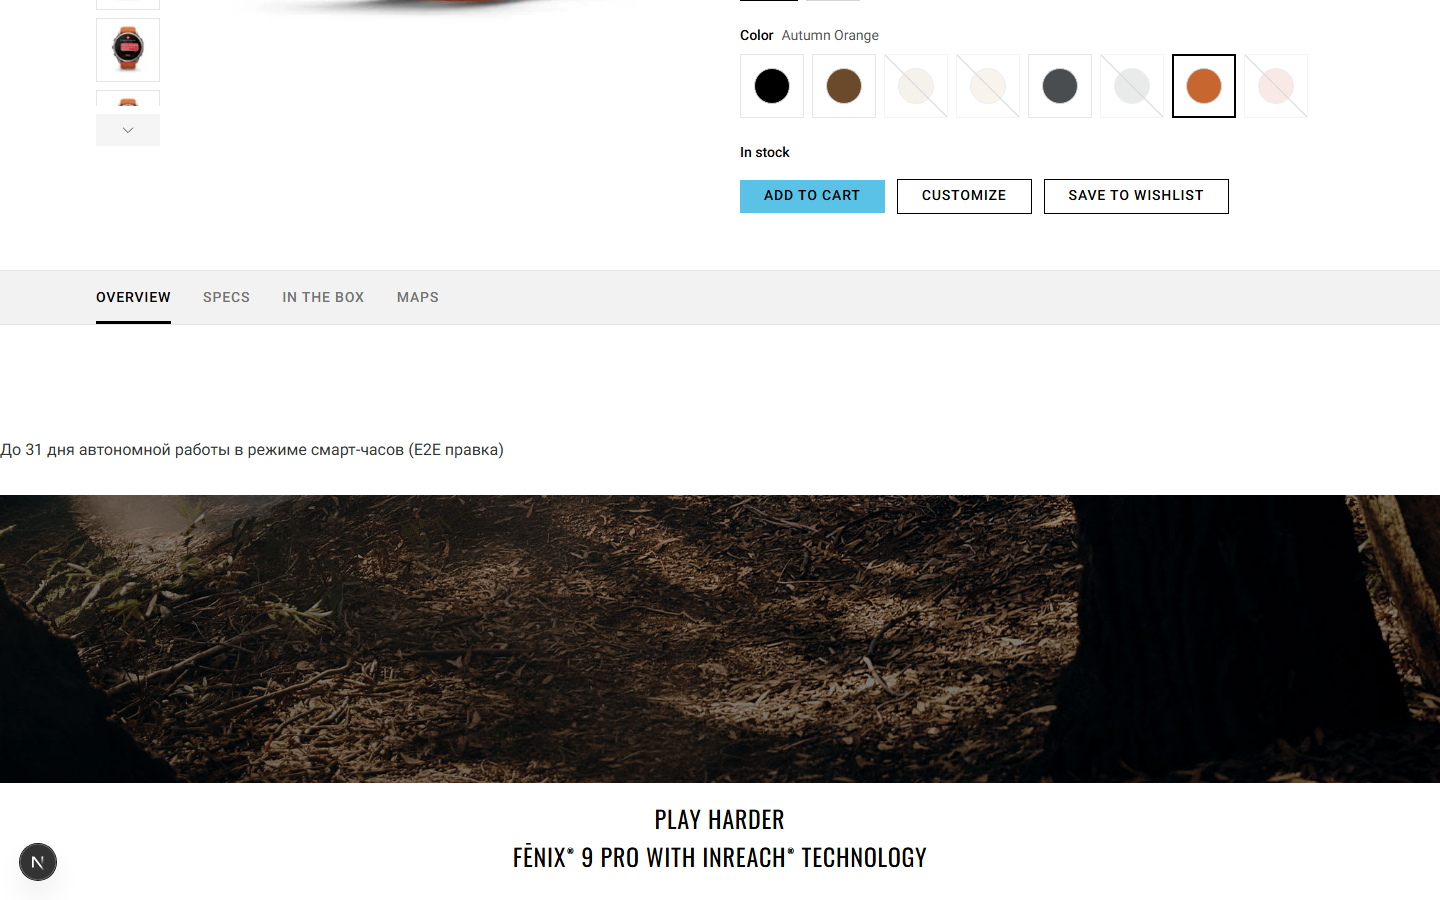 Color Autumn Orange
In stock
ADD TO CART CUSTOMIZE SAVE TO WISHLIST
OVERVIEW SPECS IN THE BOX MAPS
До 31 дня автономной работы в режиме смарт-часов (E2E правка)
PLAY HARDER
FĒNIX® 9 PRO WITH INREACH® TECHNOLOGY
N